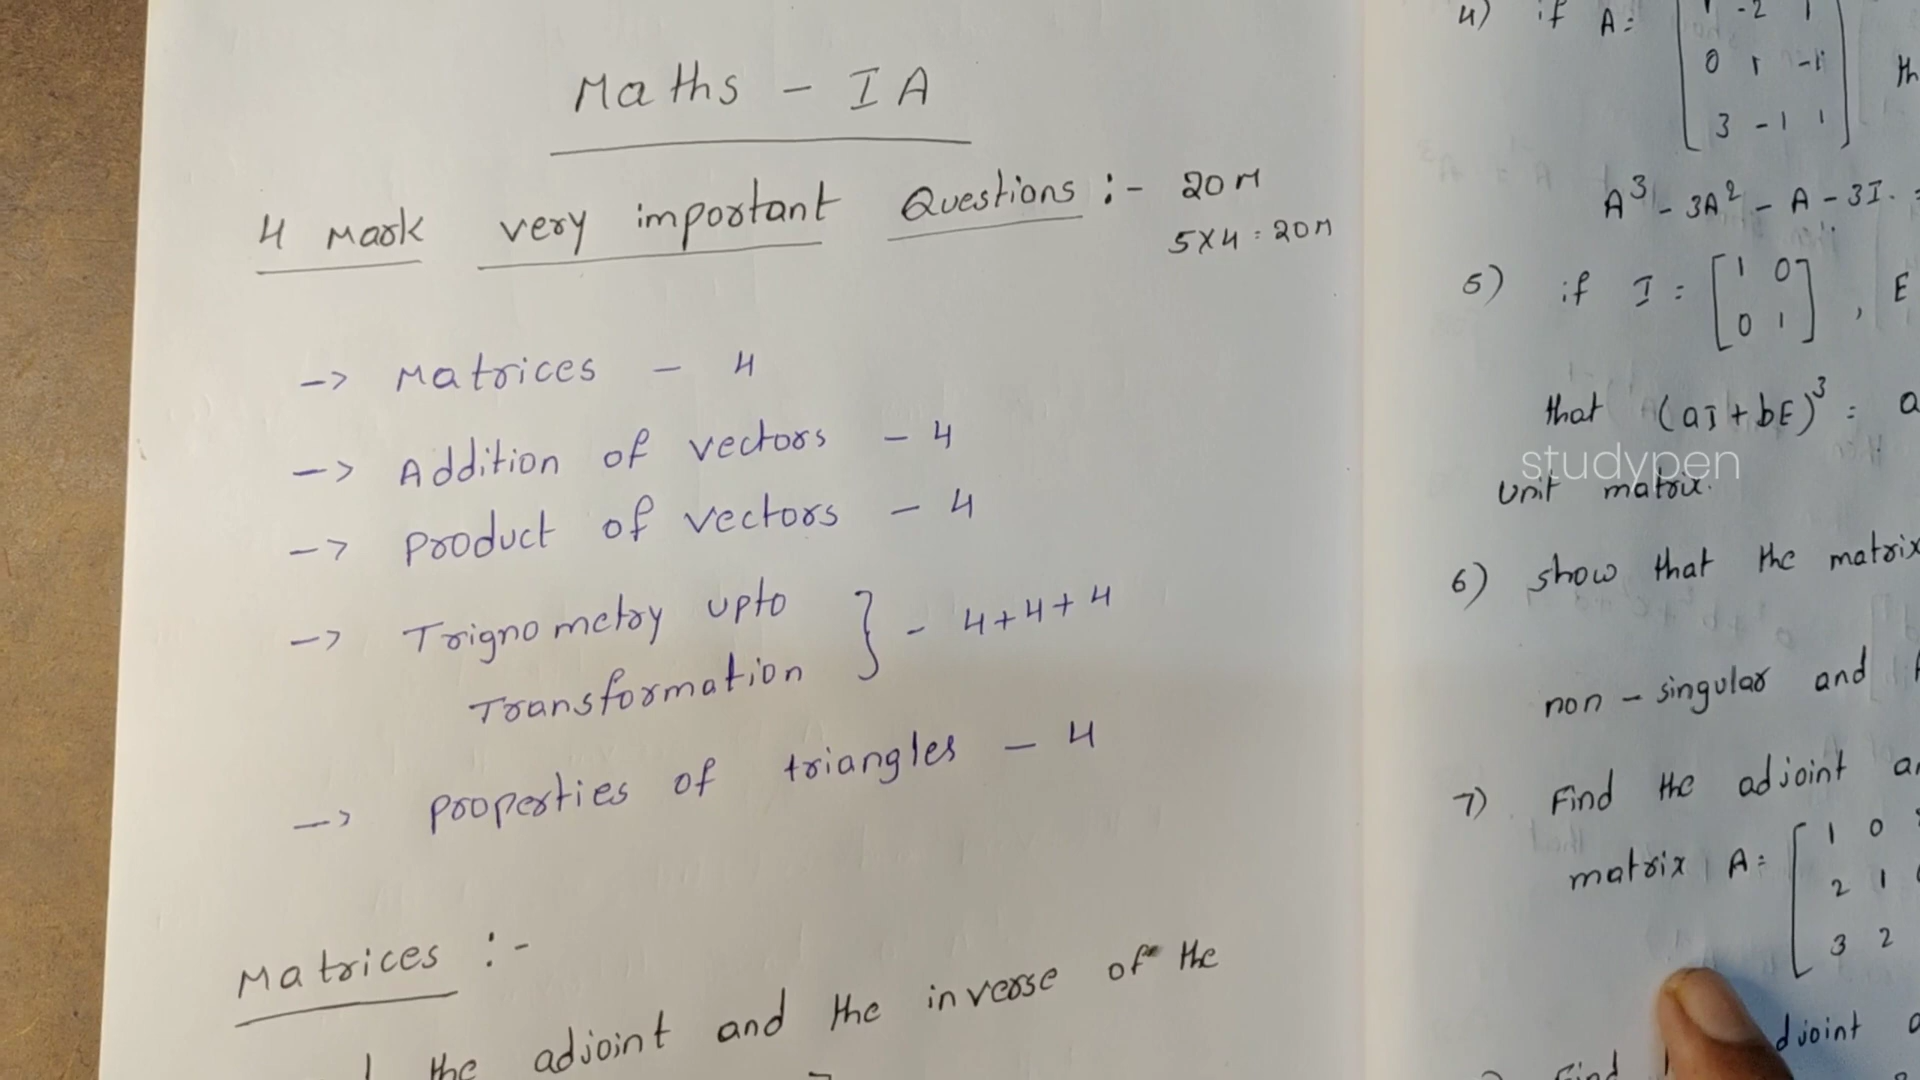 Maths - IA
4 Mark very important Questions :- 20M
5X4 = 20M
-> Matrices - 4
-> Addition of vectors - 4
-> product of vectors - 4
-> Trignometry upto
Transformation } - 4+4+4
-> properties of triangles - 4
Matrices :-
the adjoint and the inverse of the
4) if A = [ -2 1
0 1 -1
3 -1 1 ]
A³ - 3A² - A - 3I. =
5) if I = [ 1 0
0 1 ] , E
that (aI + bE)³ = a
unit matrix.
6) show that the matrix
non - singular and
7) Find the adjoint
matrix A = [ 1 0
2 1
3 2
Find
studypen